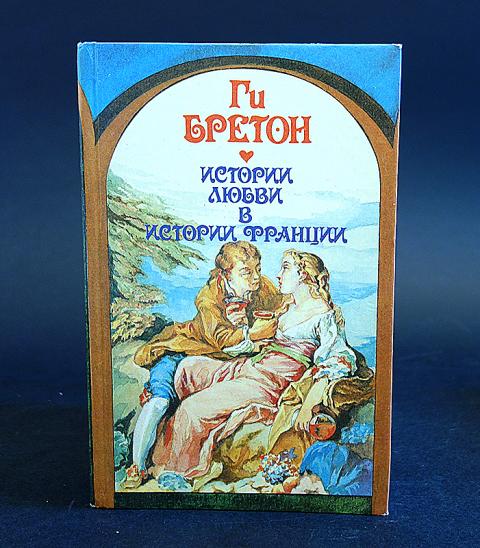 Ги
БРЕТОН
ИСТОРИИ
ЛЮБВИ
В
ИСТОРИИ ФРАНЦИИ